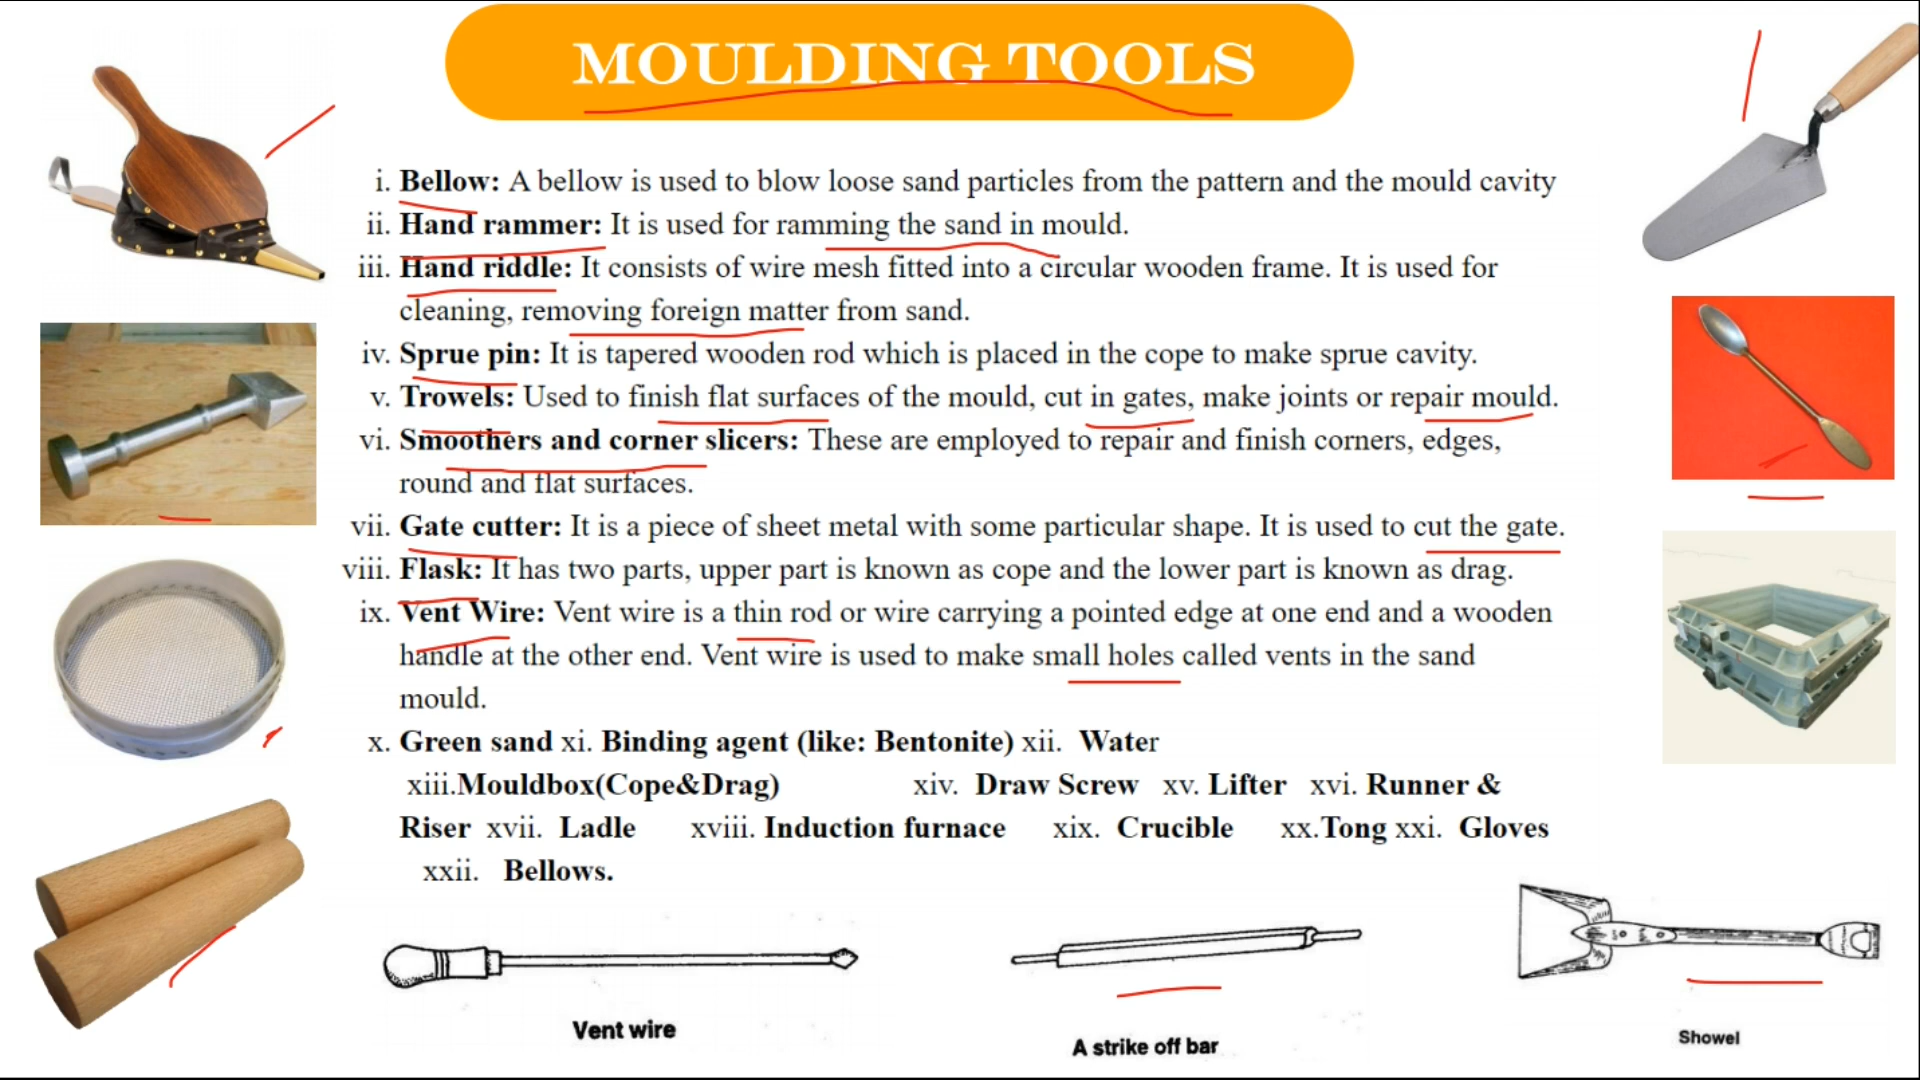 MOULDING TOOLS
i. Bellow: A bellow is used to blow loose sand particles from the pattern and the mould cavity
ii. Hand rammer: It is used for ramming the sand in mould.
iii. Hand riddle: It consists of wire mesh fitted into a circular wooden frame. It is used for
cleaning, removing foreign matter from sand.
iv. Sprue pin: It is tapered wooden rod which is placed in the cope to make sprue cavity.
v. Trowels: Used to finish flat surfaces of the mould, cut in gates, make joints or repair mould.
vi. Smoothers and corner slicers: These are employed to repair and finish corners, edges,
round and flat surfaces.
vii. Gate cutter: It is a piece of sheet metal with some particular shape. It is used to cut the gate.
viii. Flask: It has two parts, upper part is known as cope and the lower part is known as drag.
ix. Vent Wire: Vent wire is a thin rod or wire carrying a pointed edge at one end and a wooden
handle at the other end. Vent wire is used to make small holes called vents in the sand
mould.
x. Green sand xi. Binding agent (like: Bentonite) xii. Water
xiii.Mouldbox(Cope&Drag) xiv. Draw Screw xv. Lifter xvi. Runner &
Riser xvii. Ladle xviii. Induction furnace xix. Crucible xx.Tong xxi. Gloves
xxii. Bellows.
Vent wire
A strike off bar
Showel